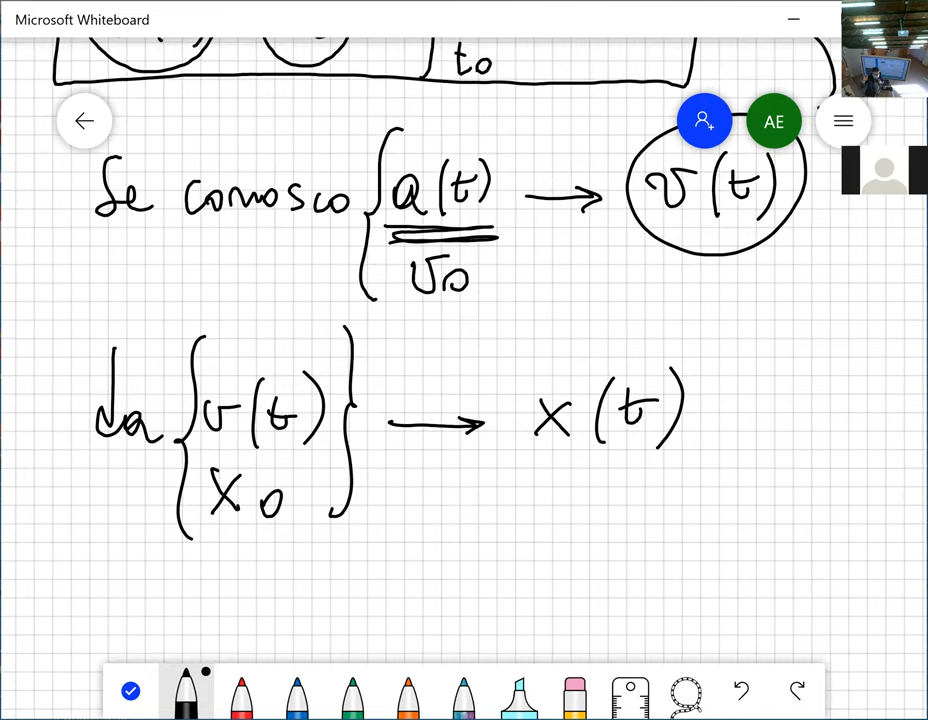 Microsoft Whiteboard
to
AE
Se conosco { a(t) → v(t)
v0
da { v(t) } → x(t)
x0